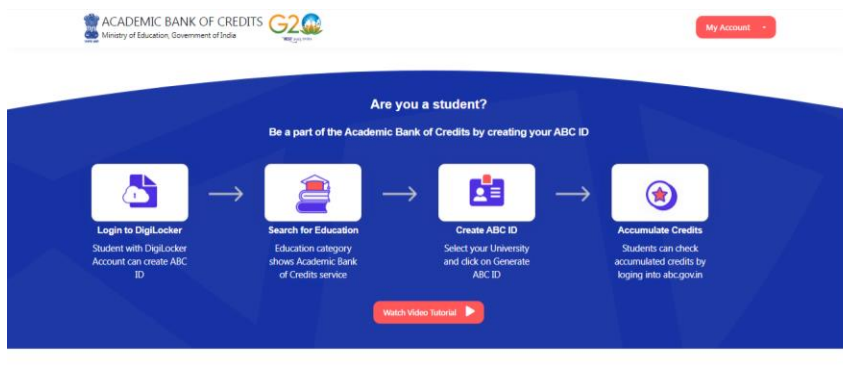 ACADEMIC BANK OF CREDITS
Ministry of Education, Government of India
G20
My Account
Are you a student?
Be a part of the Academic Bank of Credits by creating your ABC ID
Login to DigiLocker
Student with DigiLocker
Account can create ABC
ID
Search for Education
Education category
shows Academic Bank
of Credits service
Create ABC ID
Select your University
and click on Generate
ABC ID
Accumulate Credits
Students can check
accumulated credits by
loging into abc.gov.in
Watch Video Tutorial